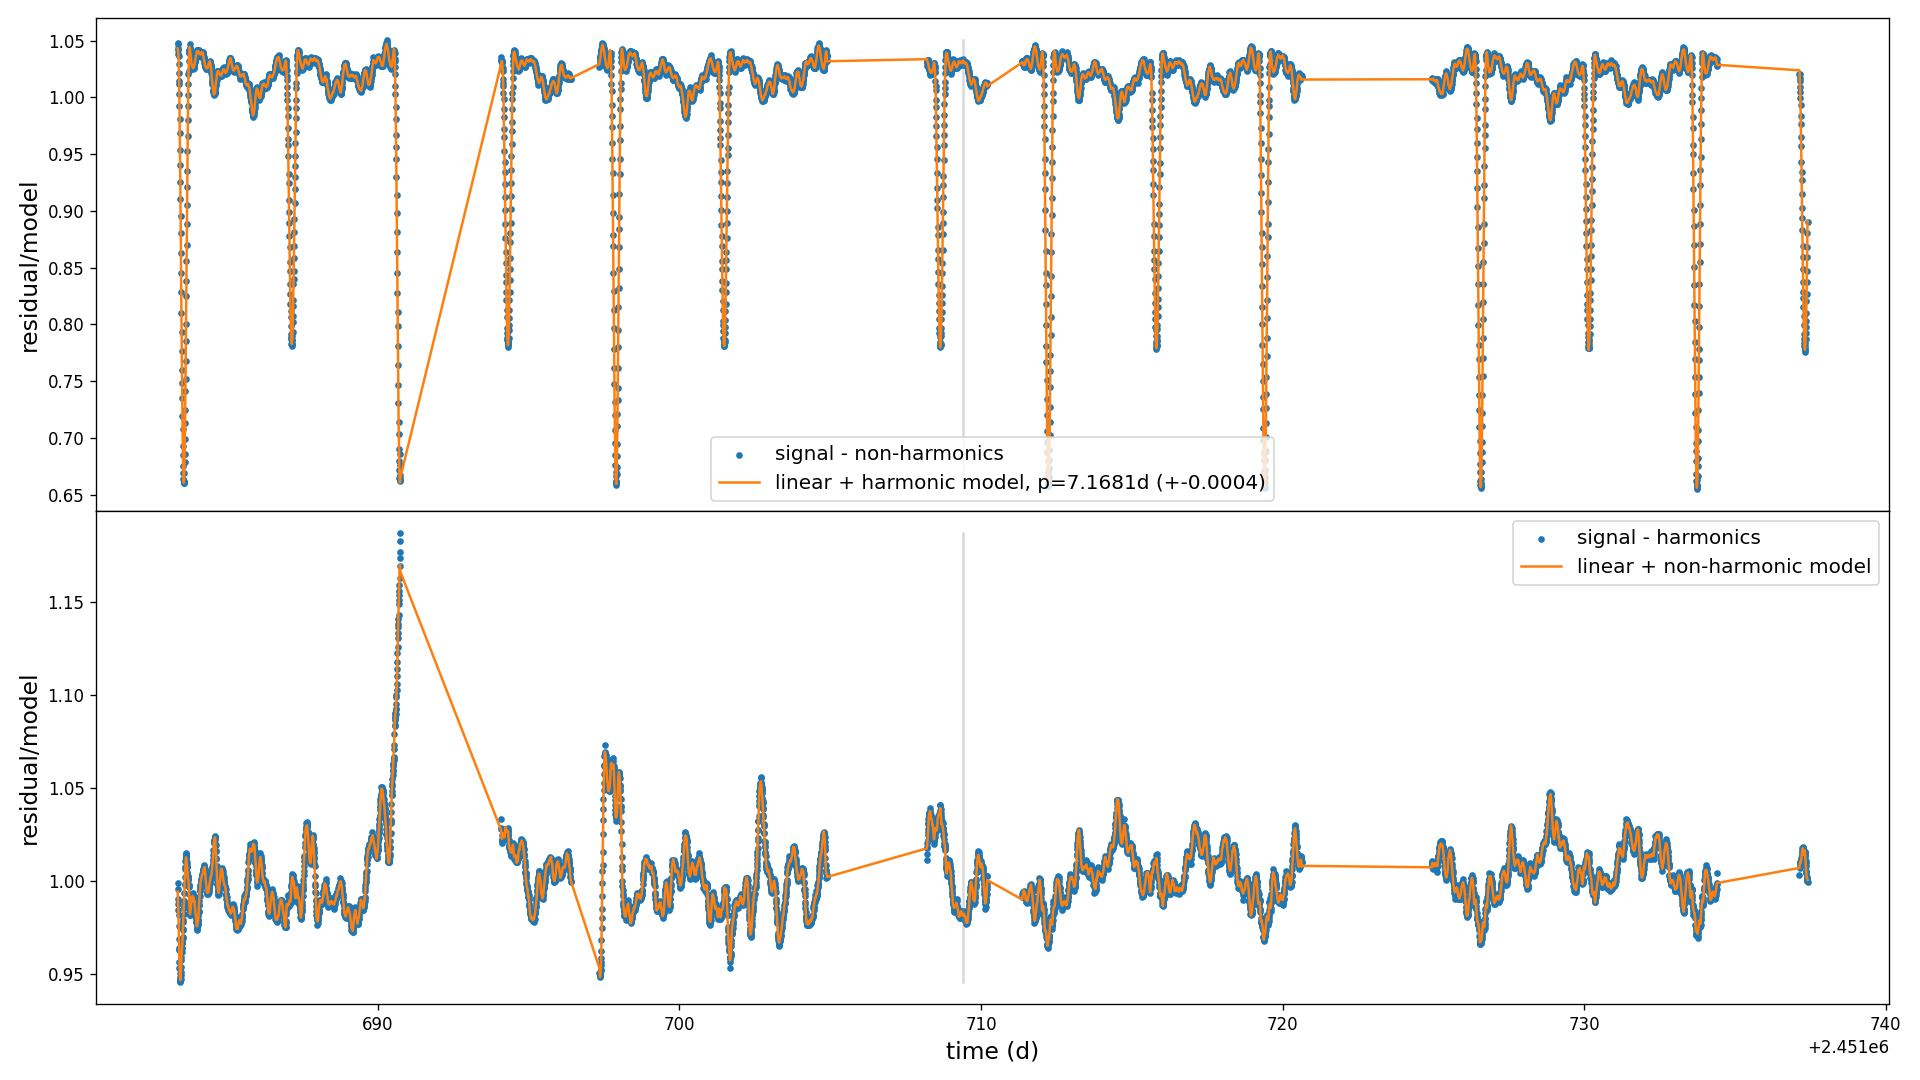 1.05
1.00
0.95
0.90
0.85
0.80
0.75
0.70
0.65
residual/model
signal - non-harmonics
linear + harmonic model, p=7.1681d (+-0.0004)
signal - harmonics
linear + non-harmonic model
1.15
1.10
1.05
1.00
0.95
residual/model
690
700
710
720
730
740
time (d)
+2.451e6